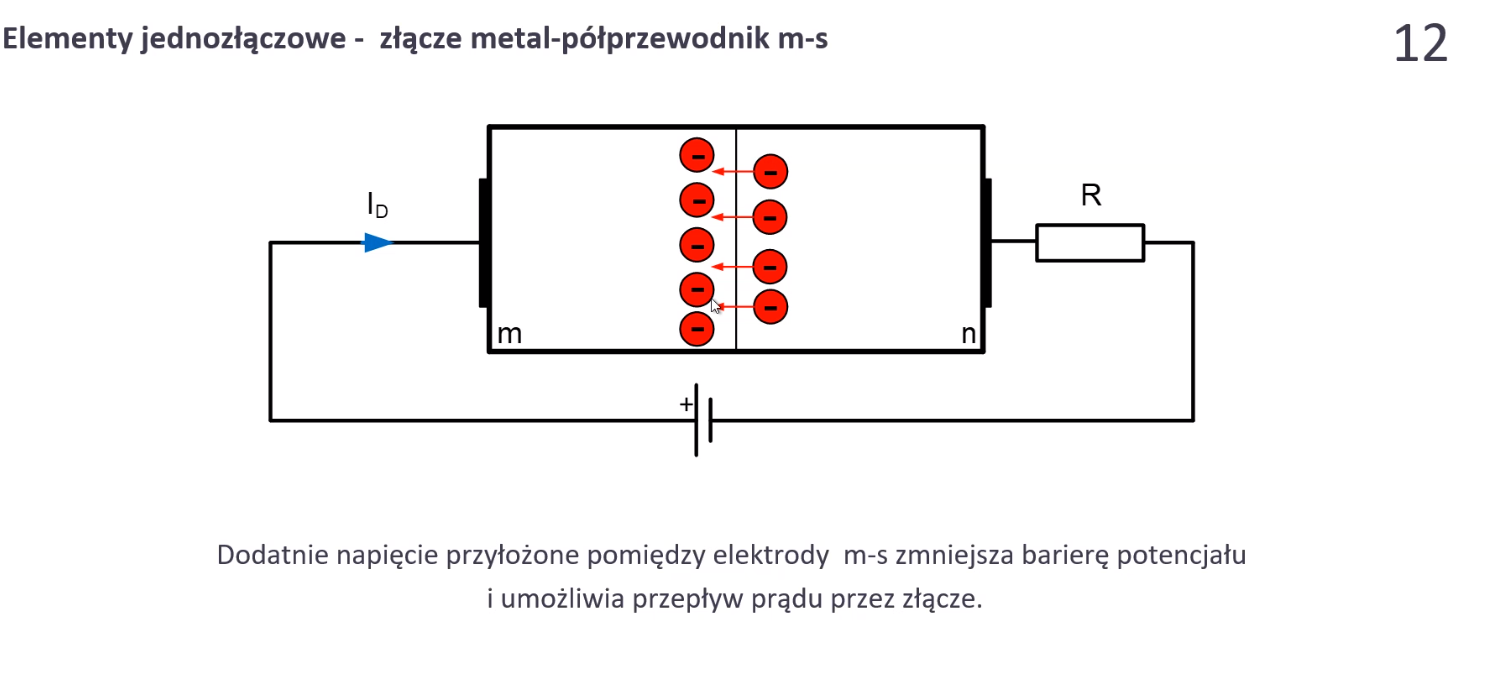 Elementy jednozłączowe - złącze metal-półprzewodnik m-s
12
I_D
R
- - - - - - - - -
m
n
+
Dodatnie napięcie przyłożone pomiędzy elektrody m-s zmniejsza barierę potencjału
i umożliwia przepływ prądu przez złącze.